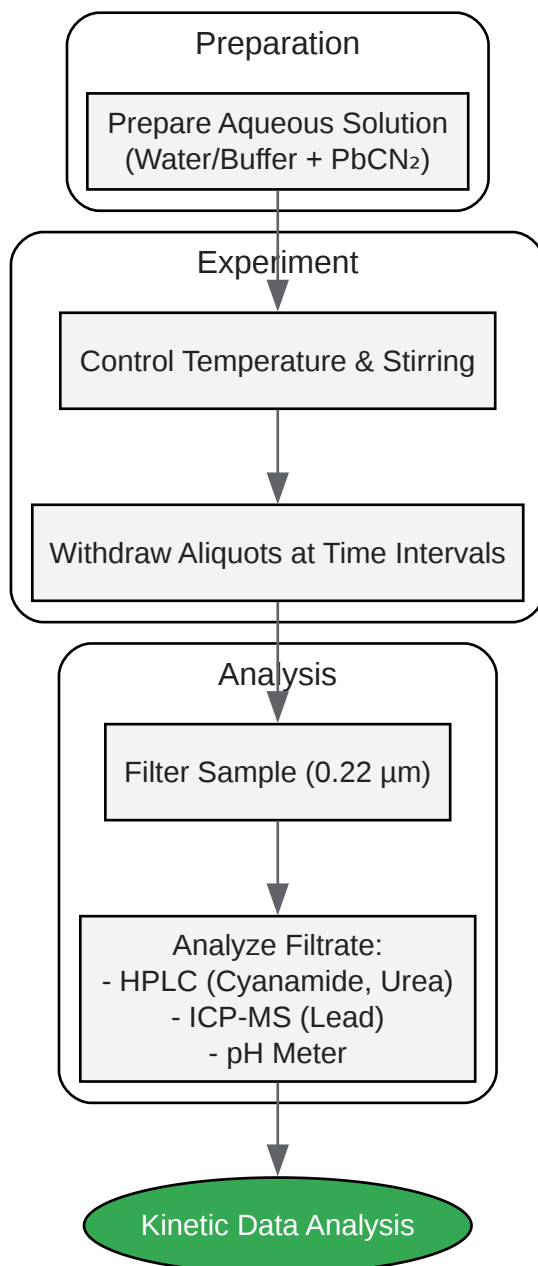 Preparation
Prepare Aqueous Solution
(Water/Buffer + PbCN₂)
Experiment
Control Temperature & Stirring
Withdraw Aliquots at Time Intervals
Analysis
Filter Sample (0.22 µm)
Analyze Filtrate:
- HPLC (Cyanamide, Urea)
- ICP-MS (Lead)
- pH Meter
Kinetic Data Analysis